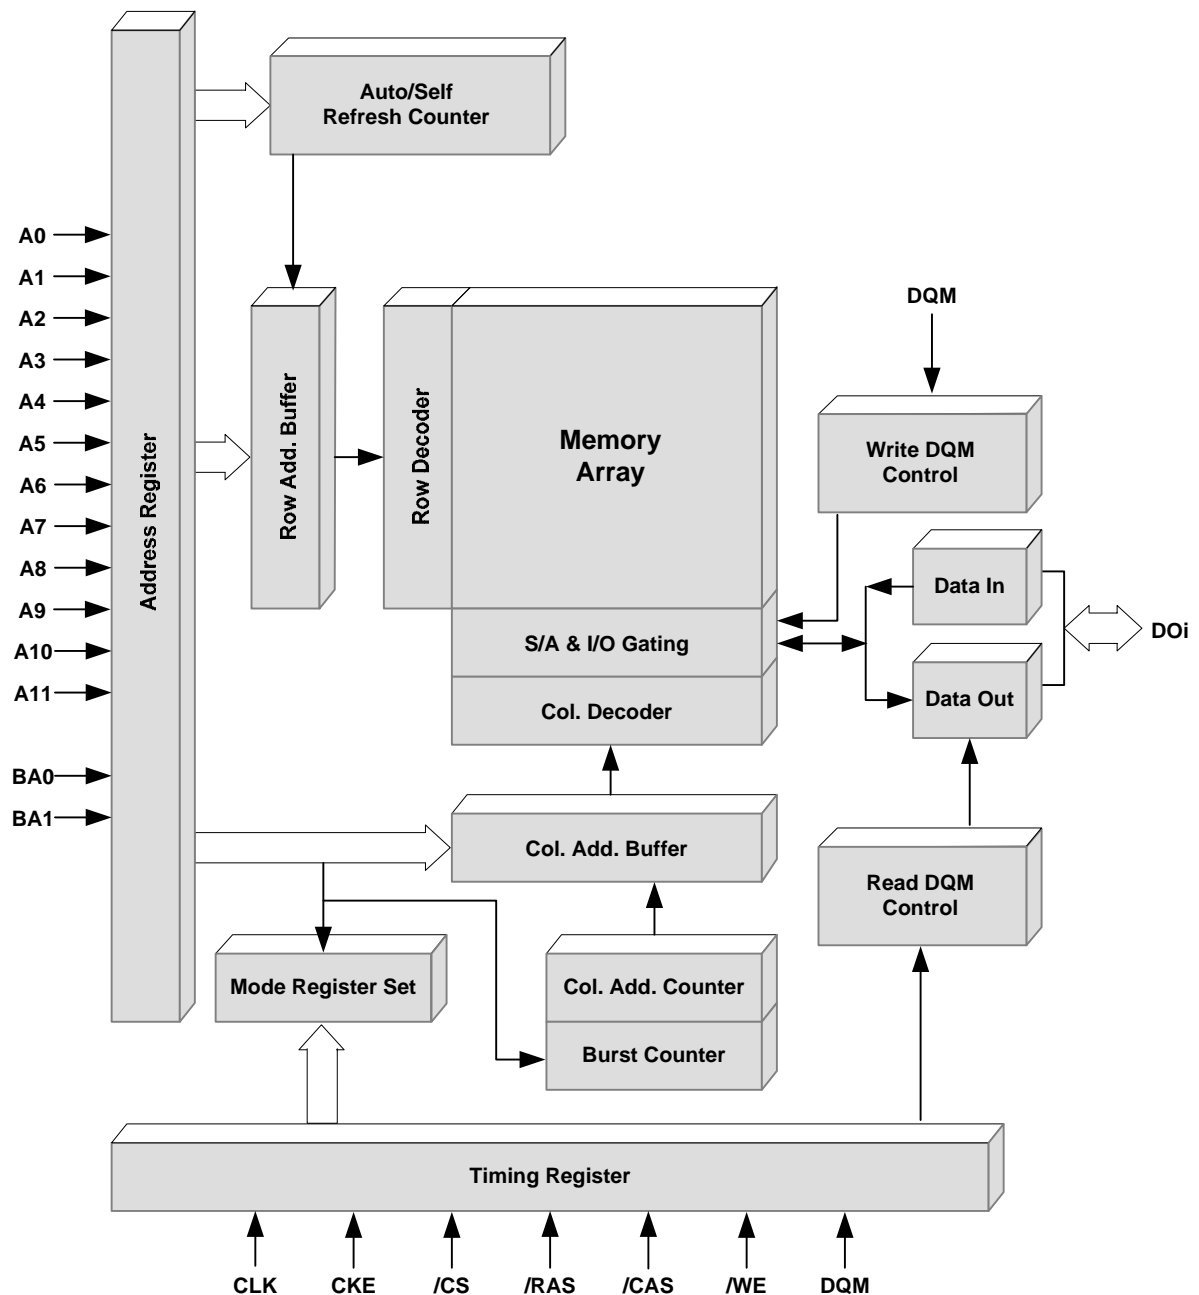 Auto/Self
Refresh Counter
A0
A1
A2
A3
A4
A5
A6
A7
A8
A9
A10
A11
BA0
BA1
Address Register
Row Add. Buffer
Row Decoder
Memory
Array
S/A & I/O Gating
Col. Decoder
DQM
Write DQM
Control
Data In
Data Out
DOi
Col. Add. Buffer
Read DQM
Control
Mode Register Set
Col. Add. Counter
Burst Counter
Timing Register
CLK
CKE
/CS
/RAS
/CAS
/WE
DQM